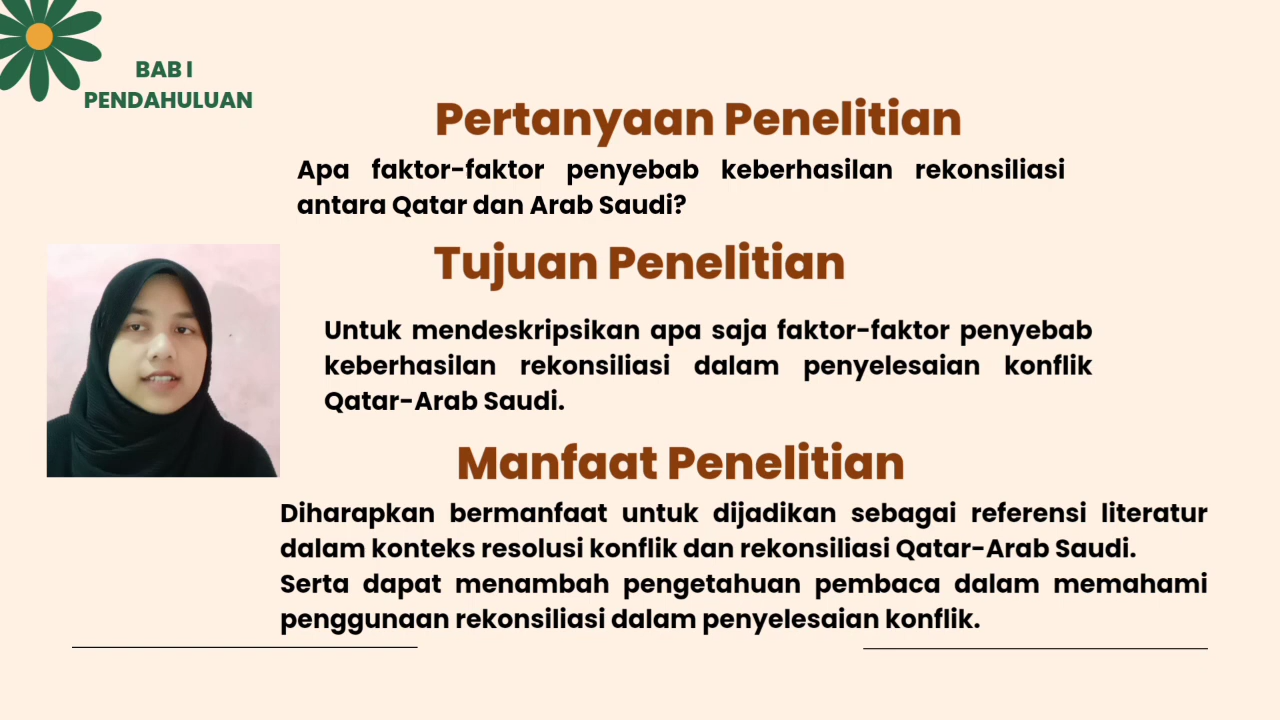 BAB I
PENDAHULUAN
Pertanyaan Penelitian
Apa faktor-faktor penyebab keberhasilan rekonsiliasi
antara Qatar dan Arab Saudi?
Tujuan Penelitian
Untuk mendeskripsikan apa saja faktor-faktor penyebab
keberhasilan rekonsiliasi dalam penyelesaian konflik
Qatar-Arab Saudi.
Manfaat Penelitian
Diharapkan bermanfaat untuk dijadikan sebagai referensi literatur
dalam konteks resolusi konflik dan rekonsiliasi Qatar-Arab Saudi.
Serta dapat menambah pengetahuan pembaca dalam memahami
penggunaan rekonsiliasi dalam penyelesaian konflik.